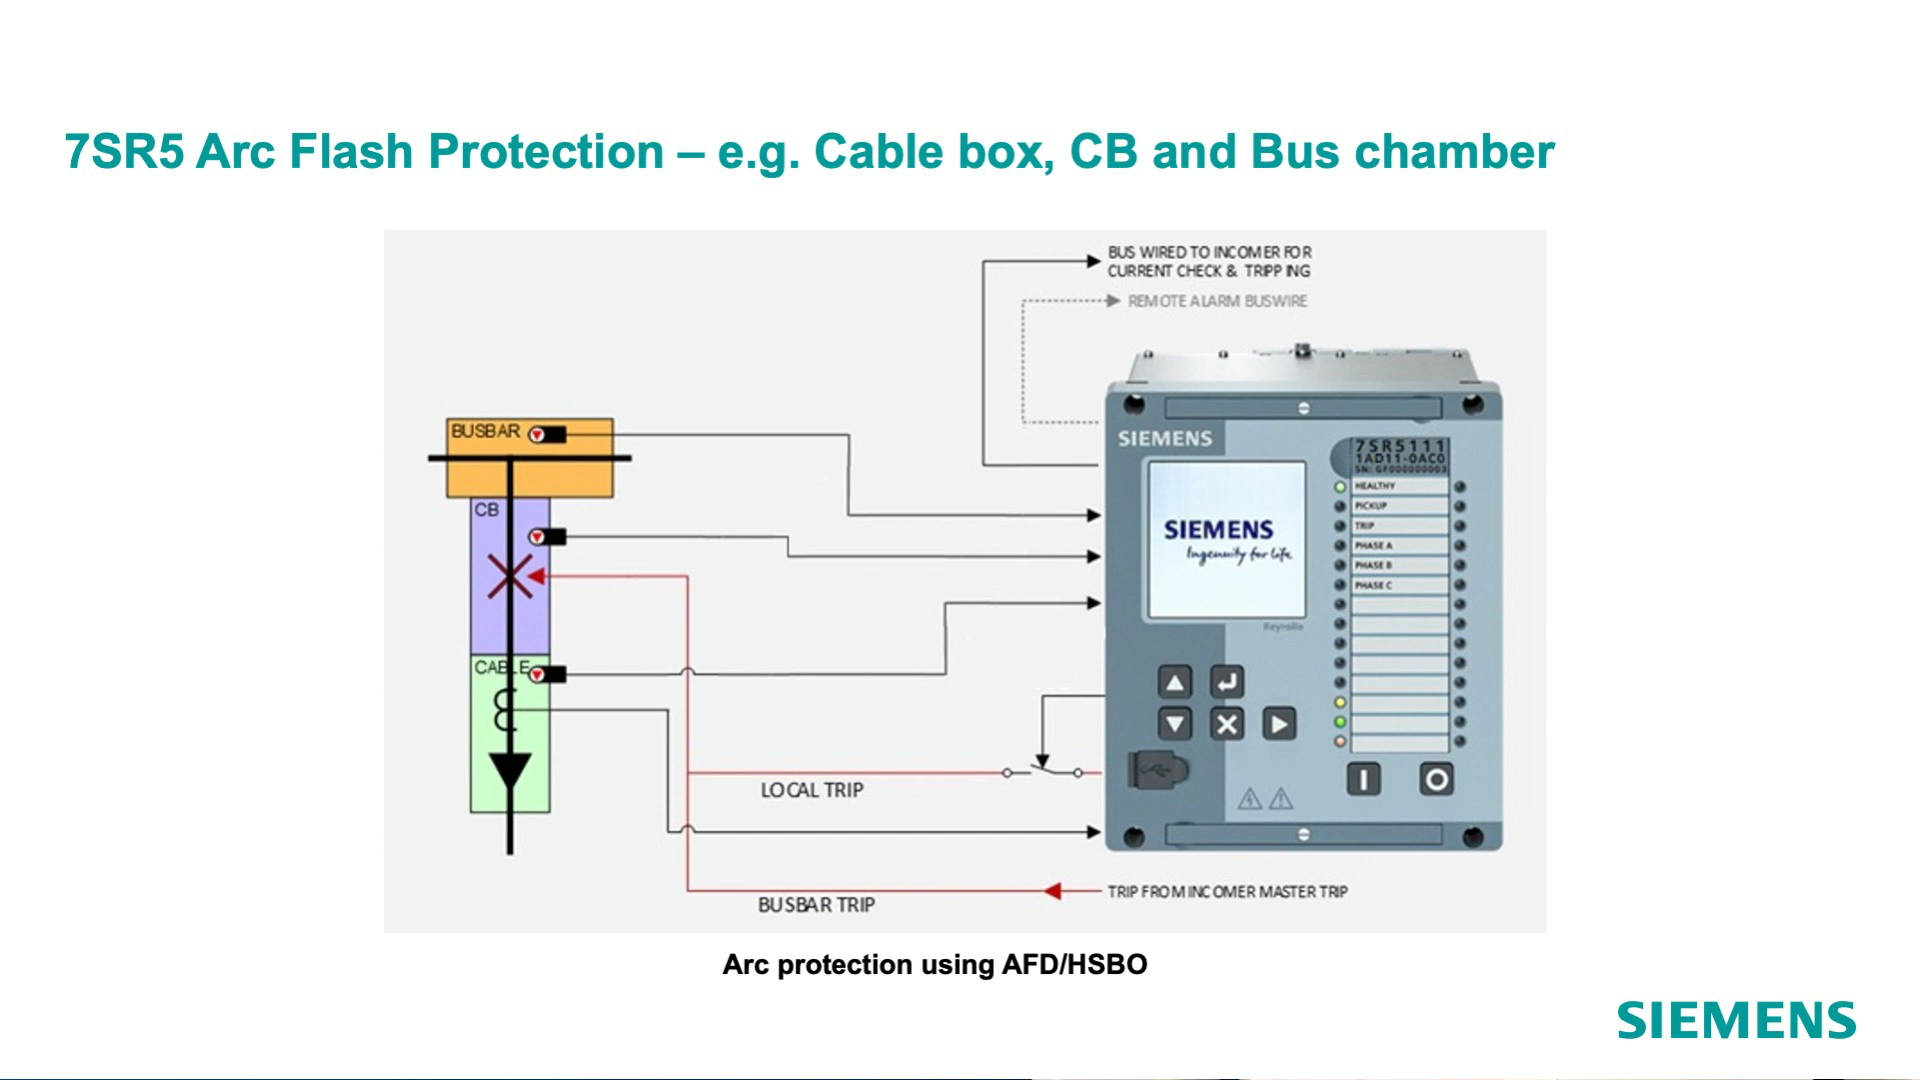 7SR5 Arc Flash Protection – e.g. Cable box, CB and Bus chamber
BUS WIRED TO INCOMER FOR
CURRENT CHECK & TRIPPING
REMOTE ALARM BUSWIRE
BUSBAR
CB
CABLE
SIEMENS
7SR5111
1AD11-0AC0
SN: GF000000003
HEALTHY
PICKUP
TRIP
PHASE A
PHASE B
PHASE C
SIEMENS
Ingenuity for life
Reyrolle
LOCAL TRIP
TRIP FROM INCOMER MASTER TRIP
BUSBAR TRIP
Arc protection using AFD/HSBO
SIEMENS